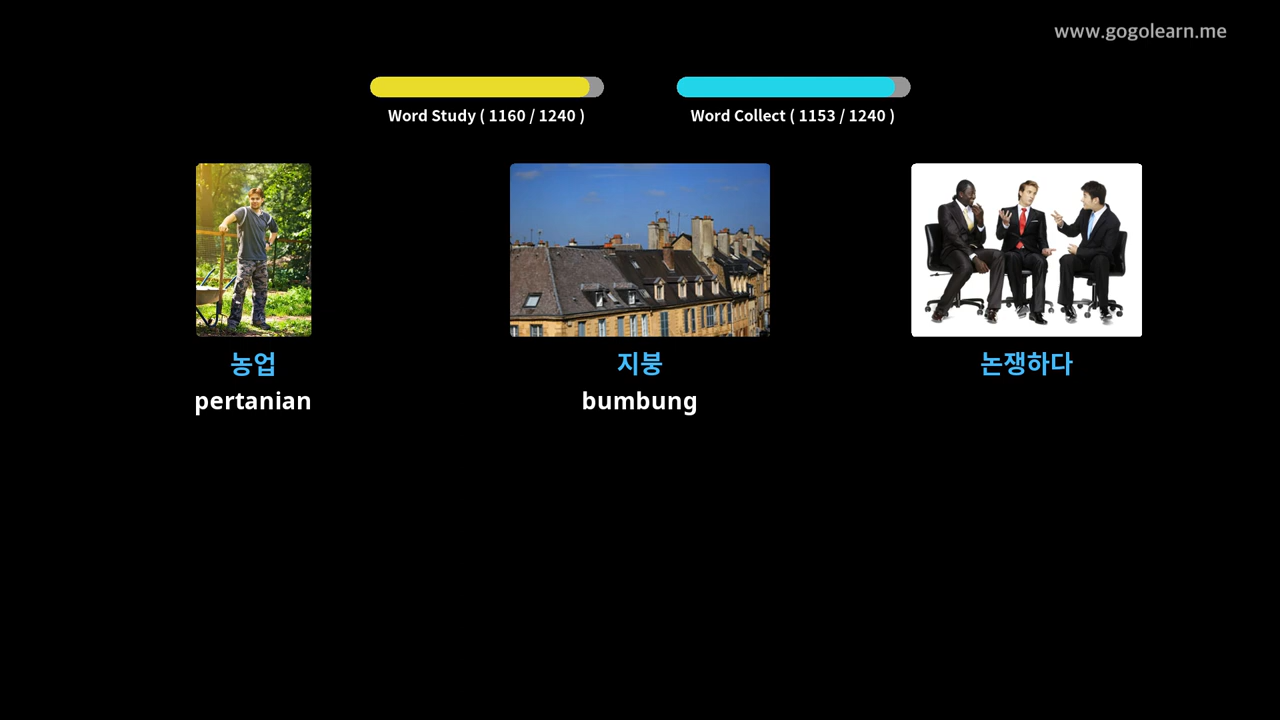 www.gogolearn.me
Word Study ( 1160 / 1240 )
Word Collect ( 1153 / 1240 )
농업
pertanian
지붕
bumbung
논쟁하다